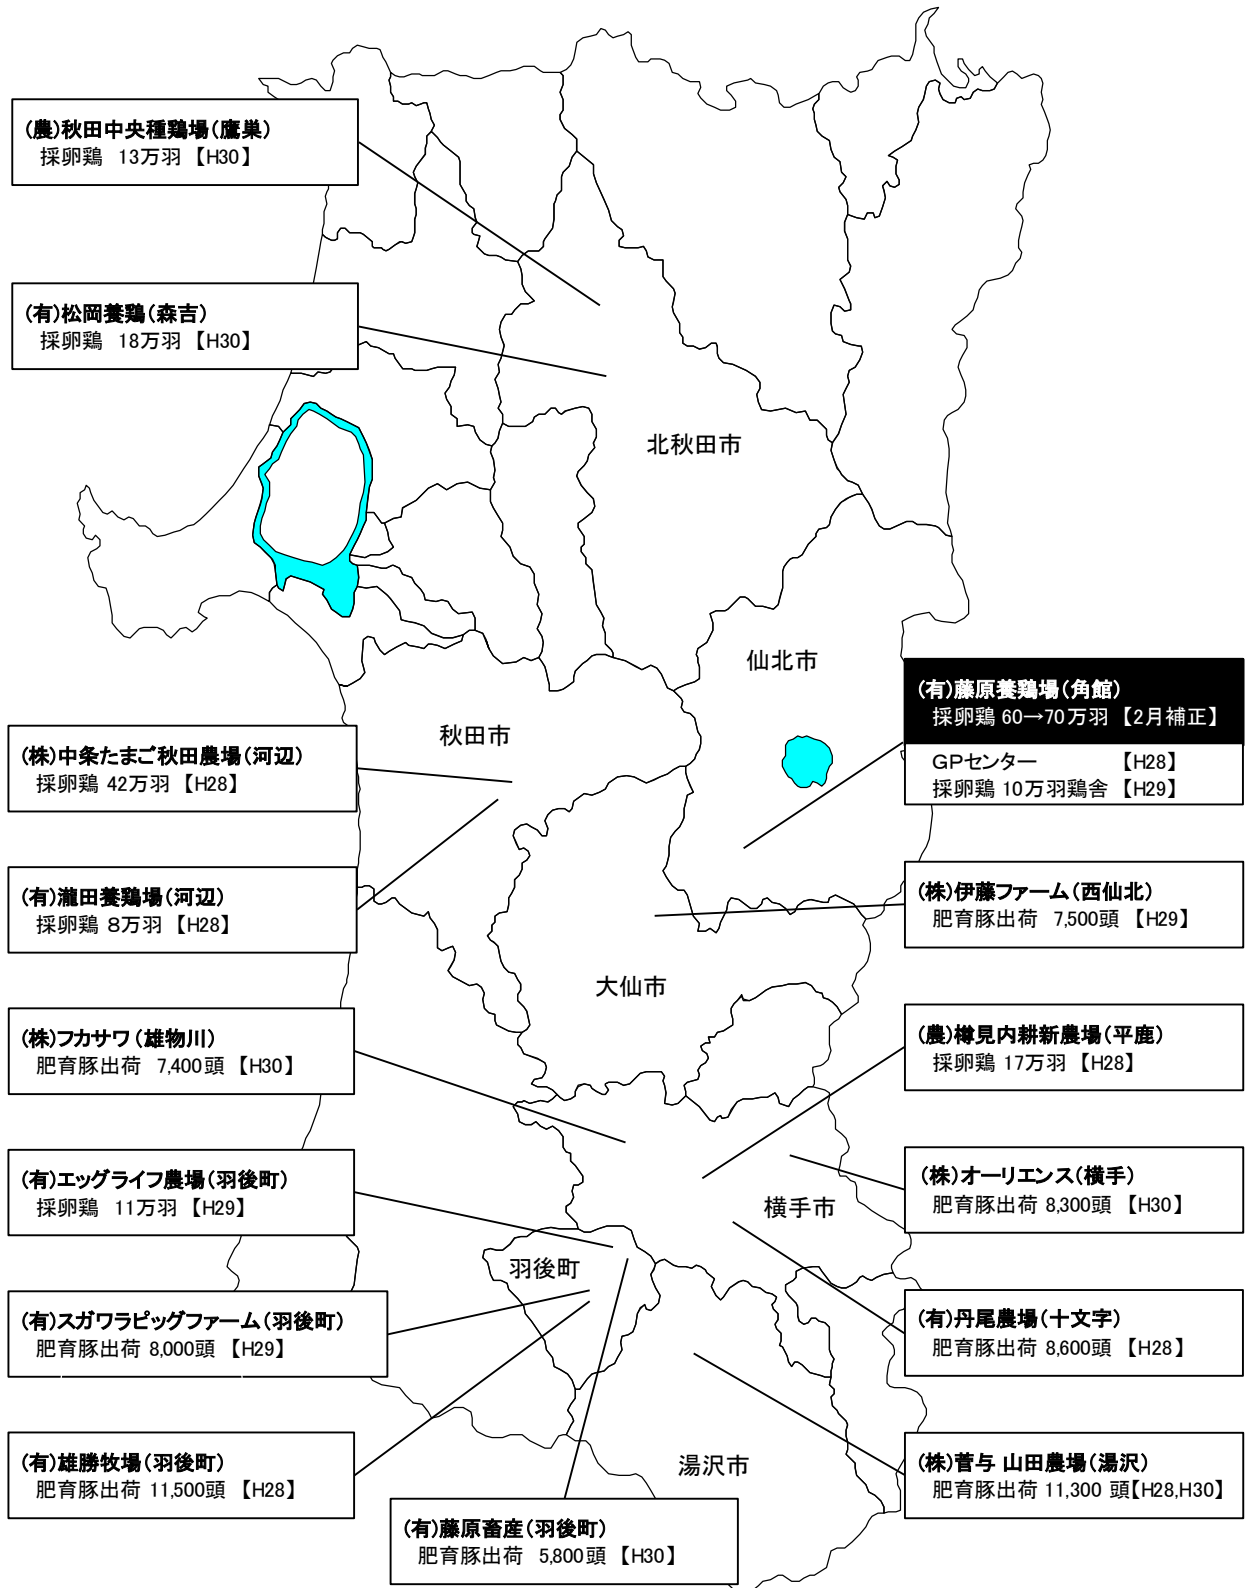 (農)秋田中央種鶏場(鷹巣)
採卵鶏 13万羽 【H30】
(有)松岡養鶏(森吉)
採卵鶏 18万羽 【H30】
北秋田市
仙北市
(有)藤原養鶏場(角館)
採卵鶏 60→70万羽 【2月補正】
GPセンター 【H28】
採卵鶏 10万羽鶏舎 【H29】
秋田市
(株)中条たまご秋田農場(河辺)
採卵鶏 42万羽 【H28】
(有)瀧田養鶏場(河辺)
採卵鶏 8万羽 【H28】
(株)伊藤ファーム(西仙北)
肥育豚出荷 7,500頭 【H29】
大仙市
(株)フカサワ(雄物川)
肥育豚出荷 7,400頭 【H30】
(農)樽見内耕新農場(平鹿)
採卵鶏 17万羽 【H28】
(有)エッグライフ農場(羽後町)
採卵鶏 11万羽 【H29】
(株)オーリエンス(横手)
肥育豚出荷 8,300頭 【H30】
横手市
羽後町
(有)スガワラピッグファーム(羽後町)
肥育豚出荷 8,000頭 【H29】
(有)丹尾農場(十文字)
肥育豚出荷 8,600頭 【H28】
(有)雄勝牧場(羽後町)
肥育豚出荷 11,500頭 【H28】
湯沢市
(株)菅与 山田農場(湯沢)
肥育豚出荷 11,300 頭【H28,H30】
(有)藤原畜産(羽後町)
肥育豚出荷 5,800頭 【H30】